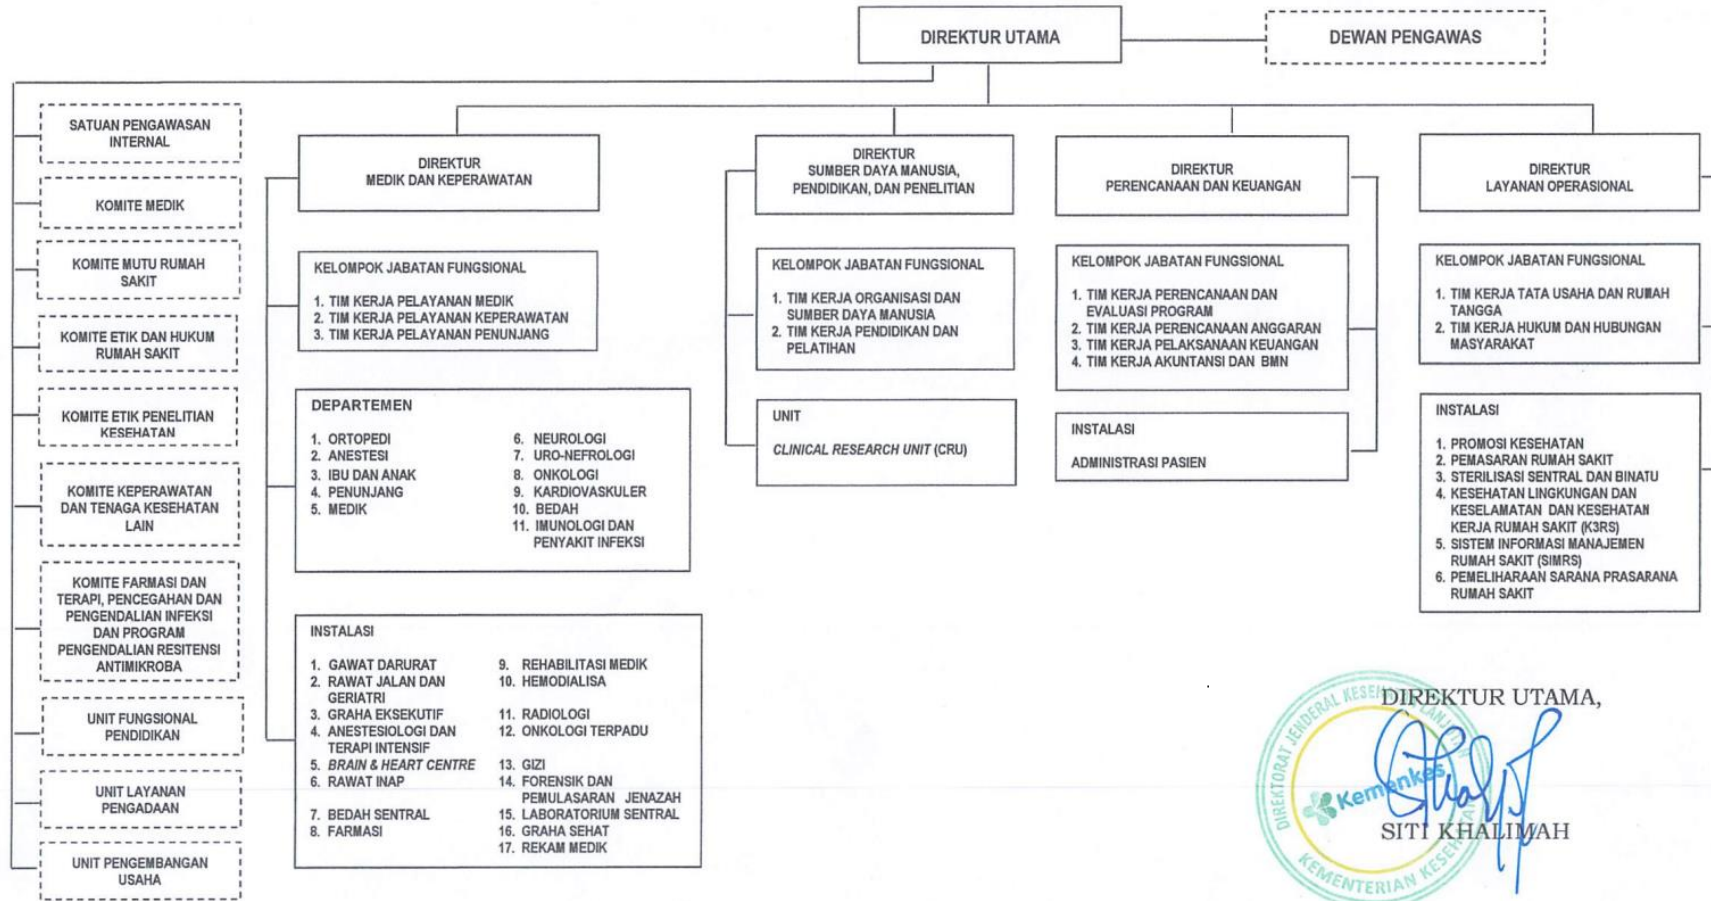 DIREKTUR UTAMA
DEWAN PENGAWAS
SATUAN PENGAWASAN
INTERNAL
KOMITE MEDIK
KOMITE MUTU RUMAH
SAKIT
KOMITE ETIK DAN HUKUM
RUMAH SAKIT
KOMITE ETIK PENELITIAN
KESEHATAN
KOMITE KEPERAWATAN
DAN TENAGA KESEHATAN
LAIN
KOMITE FARMASI DAN
TERAPI, PENCEGAHAN DAN
PENGENDALIAN INFEKSI
DAN PROGRAM
PENGENDALIAN RESITENSI
ANTIMIKROBA
UNIT FUNGSIONAL
PENDIDIKAN
UNIT LAYANAN
PENGADAAN
UNIT PENGEMBANGAN
USAHA
DIREKTUR
MEDIK DAN KEPERAWATAN
KELOMPOK JABATAN FUNGSIONAL
1. TIM KERJA PELAYANAN MEDIK
2. TIM KERJA PELAYANAN KEPERAWATAN
3. TIM KERJA PELAYANAN PENUNJANG
DEPARTEMEN
1. ORTOPEDI
2. ANESTESI
3. IBU DAN ANAK
4. PENUNJANG
5. MEDIK
6. NEUROLOGI
7. URO-NEFROLOGI
8. ONKOLOGI
9. KARDIOVASKULER
10. BEDAH
11. IMUNOLOGI DAN
PENYAKIT INFEKSI
INSTALASI
1. GAWAT DARURAT
2. RAWAT JALAN DAN
GERIATRI
3. GRAHA EKSEKUTIF
4. ANESTESIOLOGI DAN
TERAPI INTENSIF
5. BRAIN & HEART CENTRE
6. RAWAT INAP
7. BEDAH SENTRAL
8. FARMASI
9. REHABILITASI MEDIK
10. HEMODIALISA
11. RADIOLOGI
12. ONKOLOGI TERPADU
13. GIZI
14. FORENSIK DAN
PEMULASARAN JENAZAH
15. LABORATORIUM SENTRAL
16. GRAHA SEHAT
17. REKAM MEDIK
DIREKTUR
SUMBER DAYA MANUSIA,
PENDIDIKAN, DAN PENELITIAN
KELOMPOK JABATAN FUNGSIONAL
1. TIM KERJA ORGANISASI DAN
SUMBER DAYA MANUSIA
2. TIM KERJA PENDIDIKAN DAN
PELATIHAN
UNIT
CLINICAL RESEARCH UNIT (CRU)
DIREKTUR
PERENCANAAN DAN KEUANGAN
KELOMPOK JABATAN FUNGSIONAL
1. TIM KERJA PERENCANAAN DAN
EVALUASI PROGRAM
2. TIM KERJA PERENCANAAN ANGGARAN
3. TIM KERJA PELAKSANAAN KEUANGAN
4. TIM KERJA AKUNTANSI DAN BMN
INSTALASI
ADMINISTRASI PASIEN
DIREKTUR
LAYANAN OPERASIONAL
KELOMPOK JABATAN FUNGSIONAL
1. TIM KERJA TATA USAHA DAN RUMAH
TANGGA
2. TIM KERJA HUKUM DAN HUBUNGAN
MASYARAKAT
INSTALASI
1. PROMOSI KESEHATAN
2. PEMASARAN RUMAH SAKIT
3. STERILISASI SENTRAL DAN BINATU
4. KESEHATAN LINGKUNGAN DAN
KESELAMATAN DAN KESEHATAN
KERJA RUMAH SAKIT (K3RS)
5. SISTEM INFORMASI MANAJEMEN
RUMAH SAKIT (SIMRS)
6. PEMELIHARAAN SARANA PRASARANA
RUMAH SAKIT
DIREKTUR UTAMA,
DIREKTORAT JENDERAL
Kemenkes
KEMENTERIAN
SITI KHALIMAH